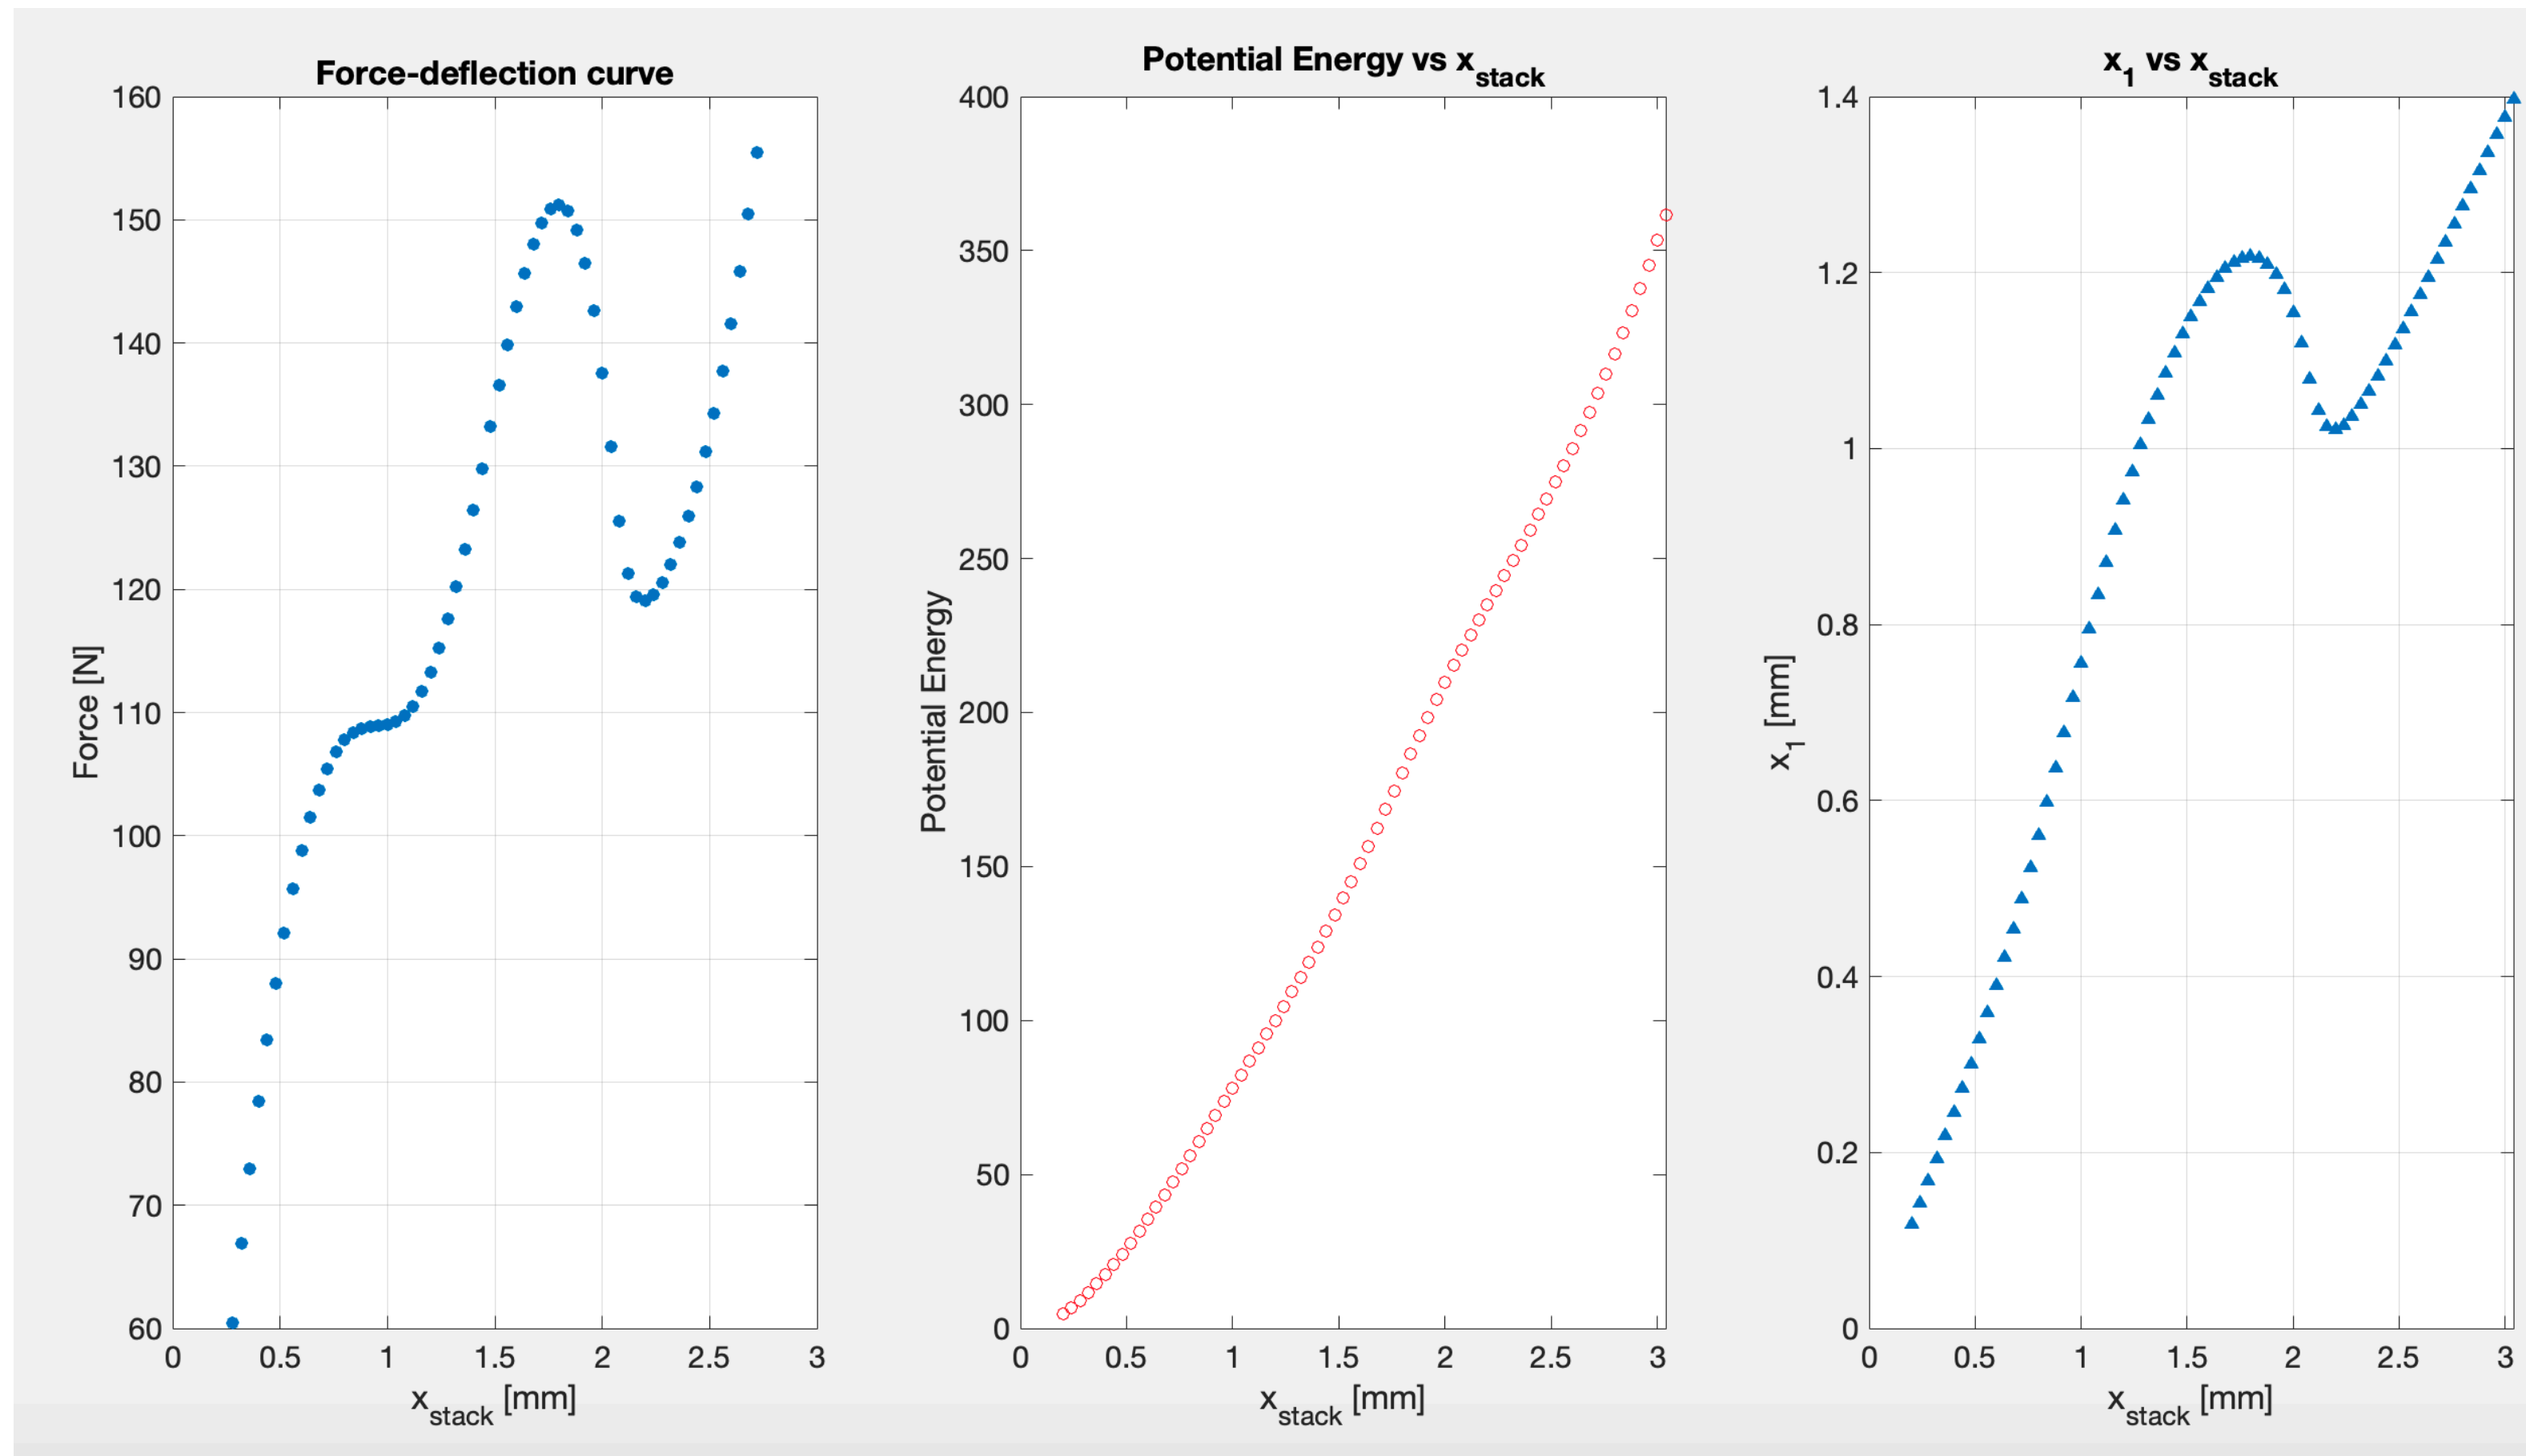 Force-deflection curve
160
150
140
130
120
110
100
90
80
70
60
Force [N]
0 0.5 1 1.5 2 2.5 3
x_stack [mm]
Potential Energy vs x_stack
400
350
300
250
200
150
100
50
0
Potential Energy
0 0.5 1 1.5 2 2.5 3
x_stack [mm]
x_1 vs x_stack
1.4
1.2
1
0.8
0.6
0.4
0.2
0
x_1 [mm]
0 0.5 1 1.5 2 2.5 3
x_stack [mm]